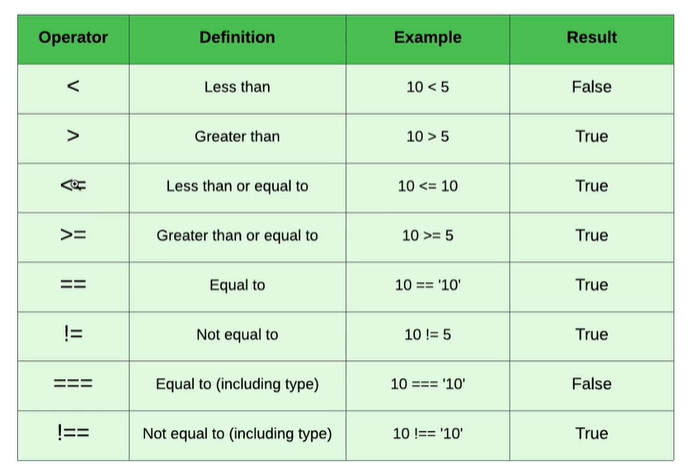 Operator Definition Example Result
< Less than 10 < 5 False
> Greater than 10 > 5 True
<= Less than or equal to 10 <= 10 True
>= Greater than or equal to 10 >= 5 True
== Equal to 10 == '10' True
!= Not equal to 10 != 5 True
=== Equal to (including type) 10 === '10' False
!== Not equal to (including type) 10 !== '10' True